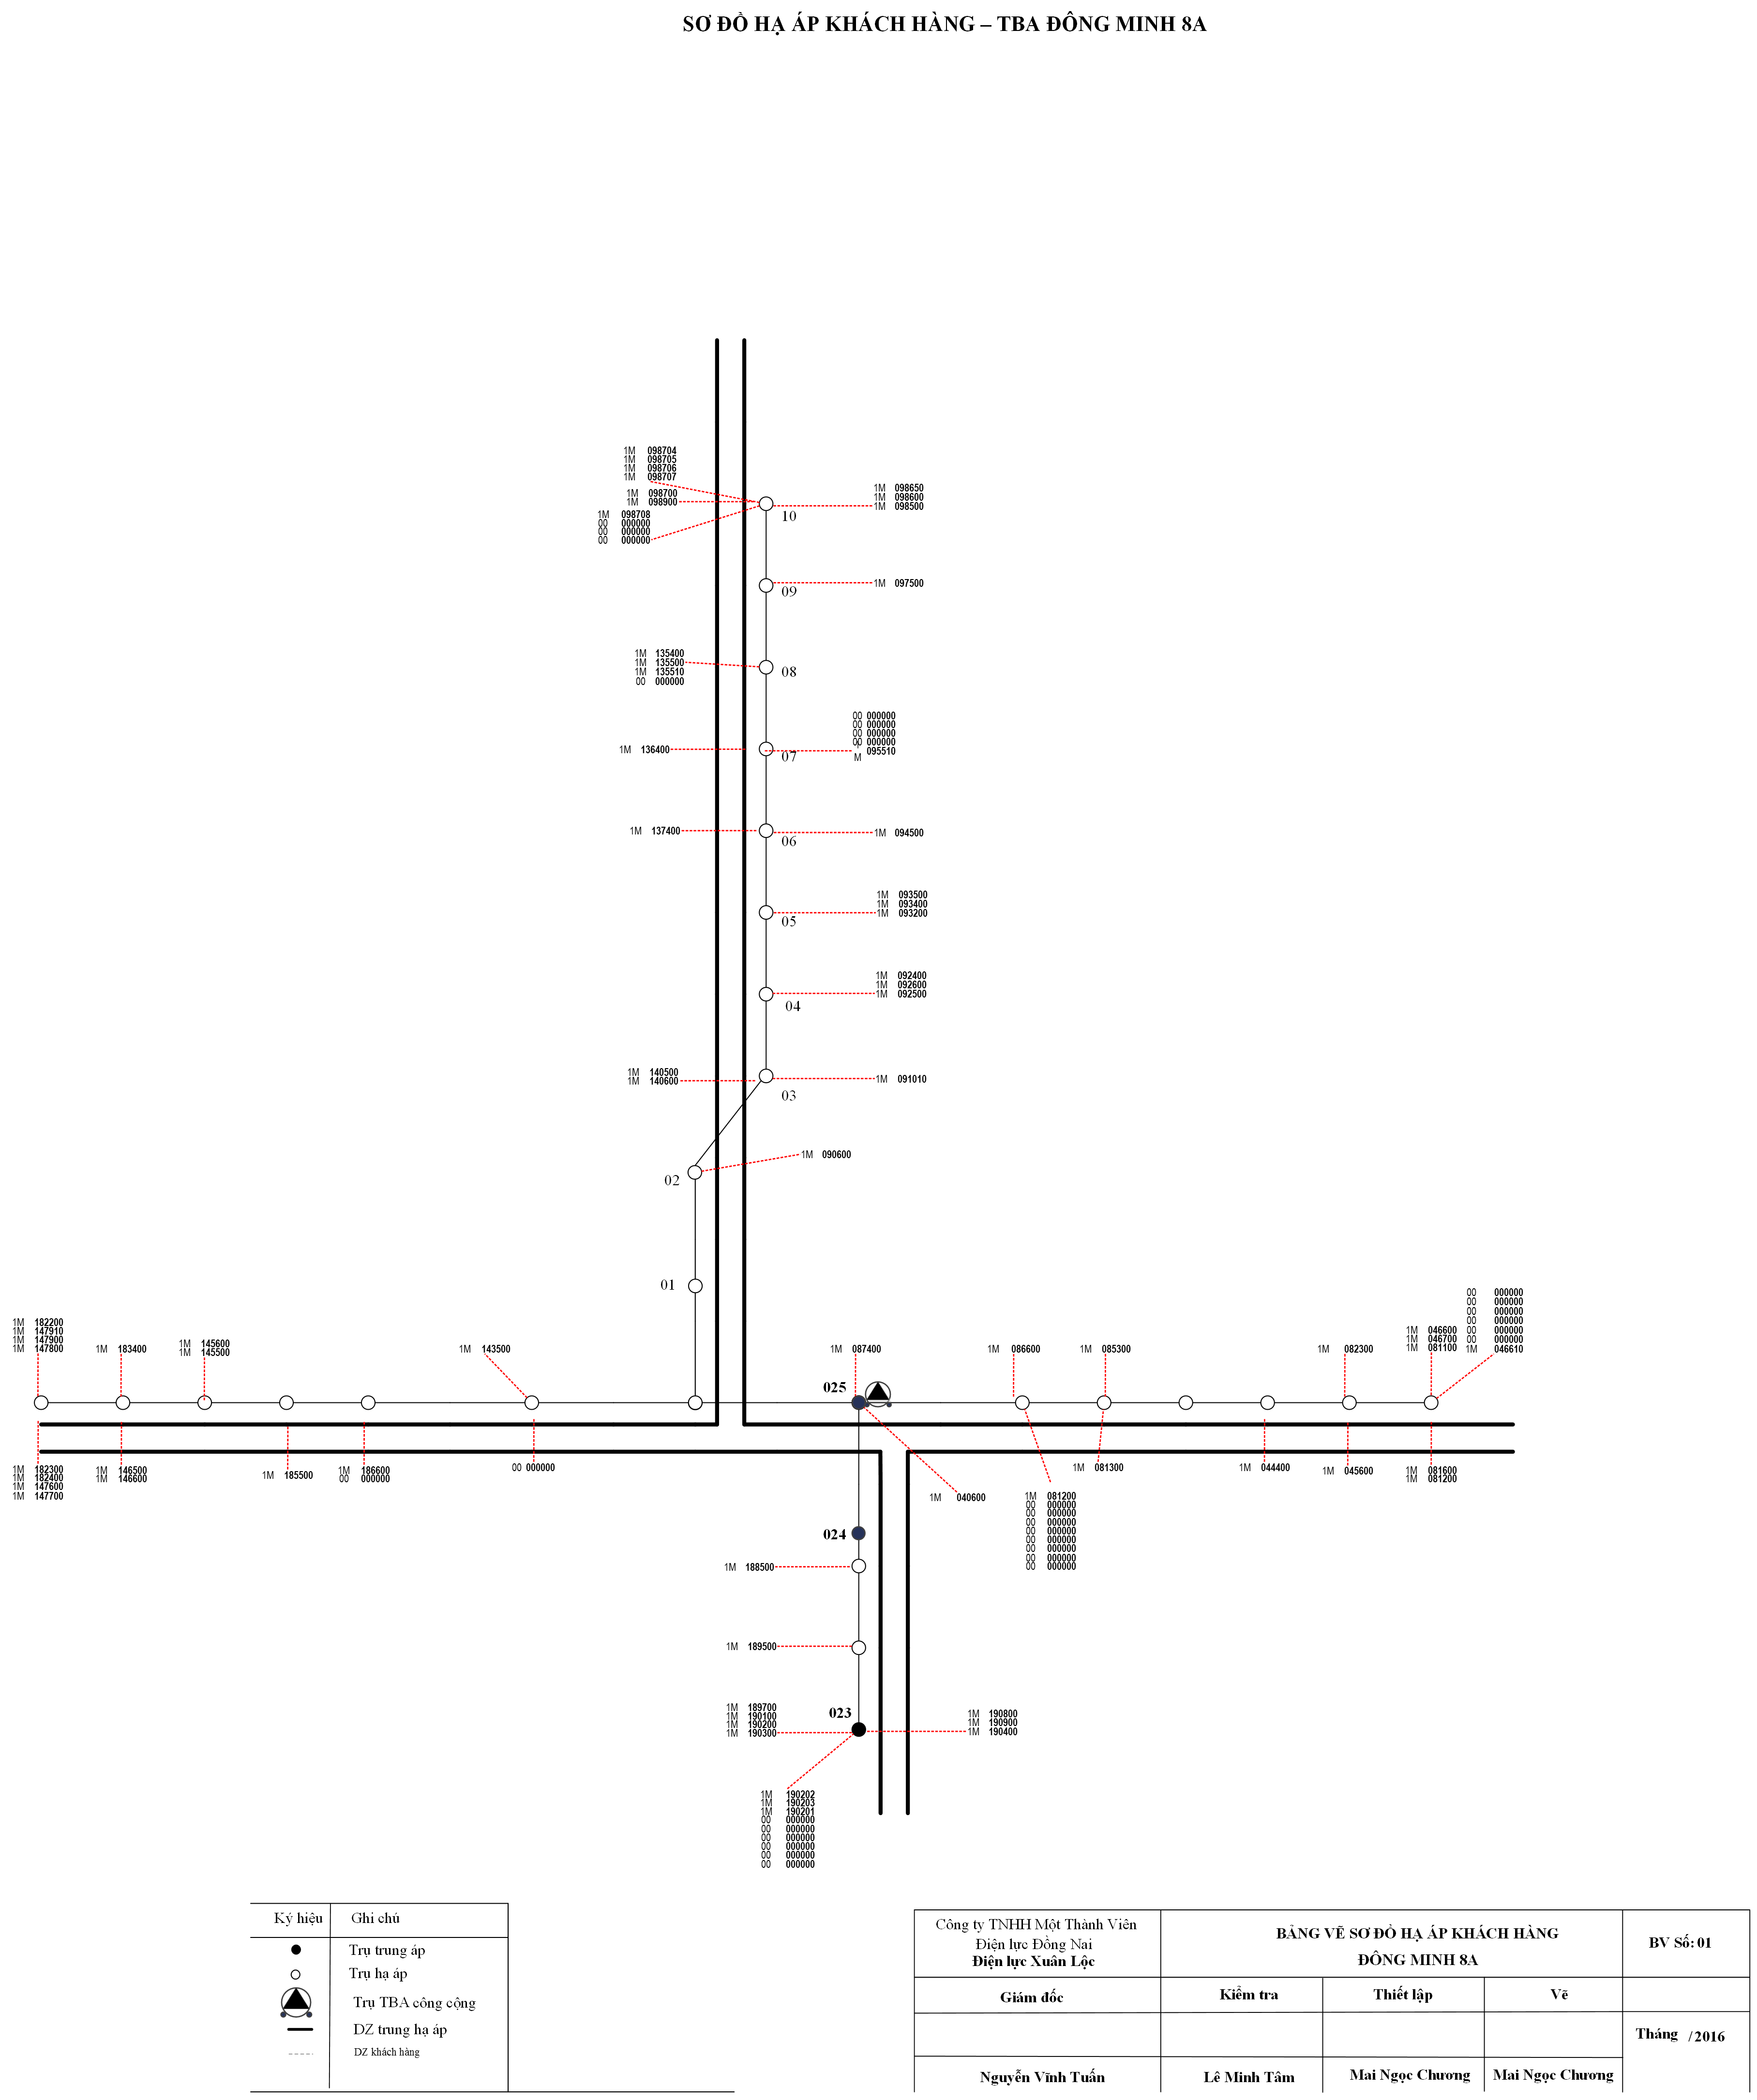 SƠ ĐỒ HẠ ÁP KHÁCH HÀNG – TBA ĐÔNG MINH 8A
1M 098704
1M 098705
1M 098706
1M 098707
1M 098700
1M 098900
1M 098708
00 000000
00 000000
00 000000
1M 098650
1M 098600
1M 098500
10
1M 097500
09
1M 135400
1M 135500
1M 135510
00 000000
08
00 000000
00 000000
00 000000
00 000000
095510
M
1M 136400
07
1M 137400
1M 094500
06
1M 093500
1M 093400
1M 093200
05
1M 092400
1M 092600
1M 092500
04
1M 140500
1M 140600
1M 091010
03
1M 090600
02
01
1M 182200
1M 147910
1M 147900
1M 147800
1M 183400
1M 145600
1M 145500
1M 143500
1M 087400
1M 086600
1M 085300
1M 082300
1M 046600
1M 046700
1M 081100
00 000000
00 000000
00 000000
00 000000
00 000000
00 000000
1M 046610
025
1M 182300
1M 182400
1M 147600
1M 147700
1M 146500
1M 146600
1M 185500
1M 186600
00 000000
00 000000
1M 040600
1M 081200
00 000000
00 000000
00 000000
00 000000
00 000000
00 000000
00 000000
00 000000
1M 081300
1M 044400
1M 045600
1M 081600
1M 081200
024
1M 188500
1M 189500
1M 189700
1M 190100
1M 190200
1M 190300
023
1M 190800
1M 190900
1M 190400
1M 190202
1M 190203
1M 190201
00 000000
00 000000
00 000000
00 000000
00 000000
00 000000
Ký hiệu Ghi chú
Trụ trung áp
Trụ hạ áp
Trụ TBA công cộng
DZ trung hạ áp
DZ khách hàng
Công ty TNHH Một Thành Viên
Điện lực Đồng Nai
Điện lực Xuân Lộc
BẢNG VẼ SƠ ĐỒ HẠ ÁP KHÁCH HÀNG
ĐÔNG MINH 8A
BV Số: 01
Giám đốc Kiểm tra Thiết lập Vẽ
Tháng /2016
Nguyễn Vĩnh Tuấn Lê Minh Tâm Mai Ngọc Chương Mai Ngọc Chương